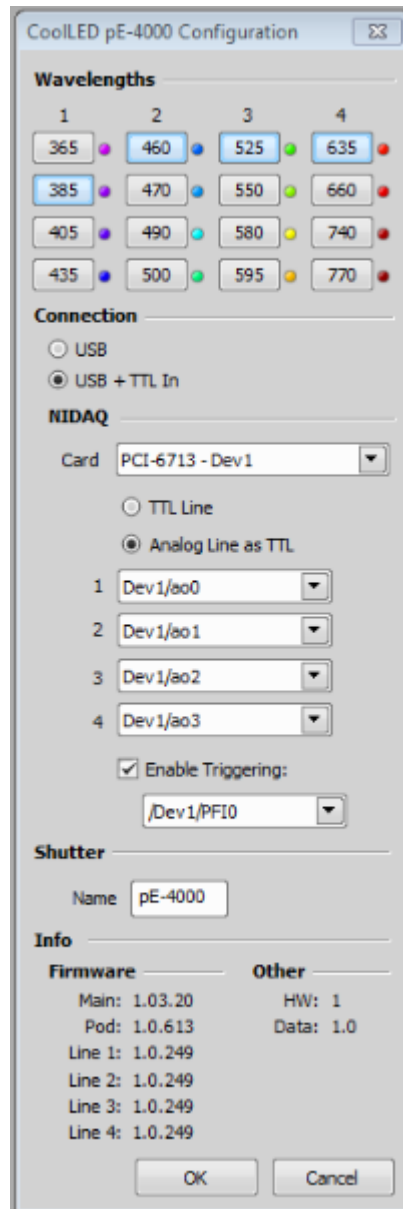 CoolLED pE-4000 Configuration
Wavelengths
1 2 3 4
365 460 525 635
385 470 550 660
405 490 580 740
435 500 595 770
Connection
USB
USB + TTL In
NIDAQ
Card PCI-6713 - Dev1
TTL Line
Analog Line as TTL
1 Dev1/ao0
2 Dev1/ao1
3 Dev1/ao2
4 Dev1/ao3
Enable Triggering:
/Dev1/PFI0
Shutter
Name pE-4000
Info
Firmware Other
Main: 1.03.20 HW: 1
Pod: 1.0.613 Data: 1.0
Line 1: 1.0.249
Line 2: 1.0.249
Line 3: 1.0.249
Line 4: 1.0.249
OK Cancel